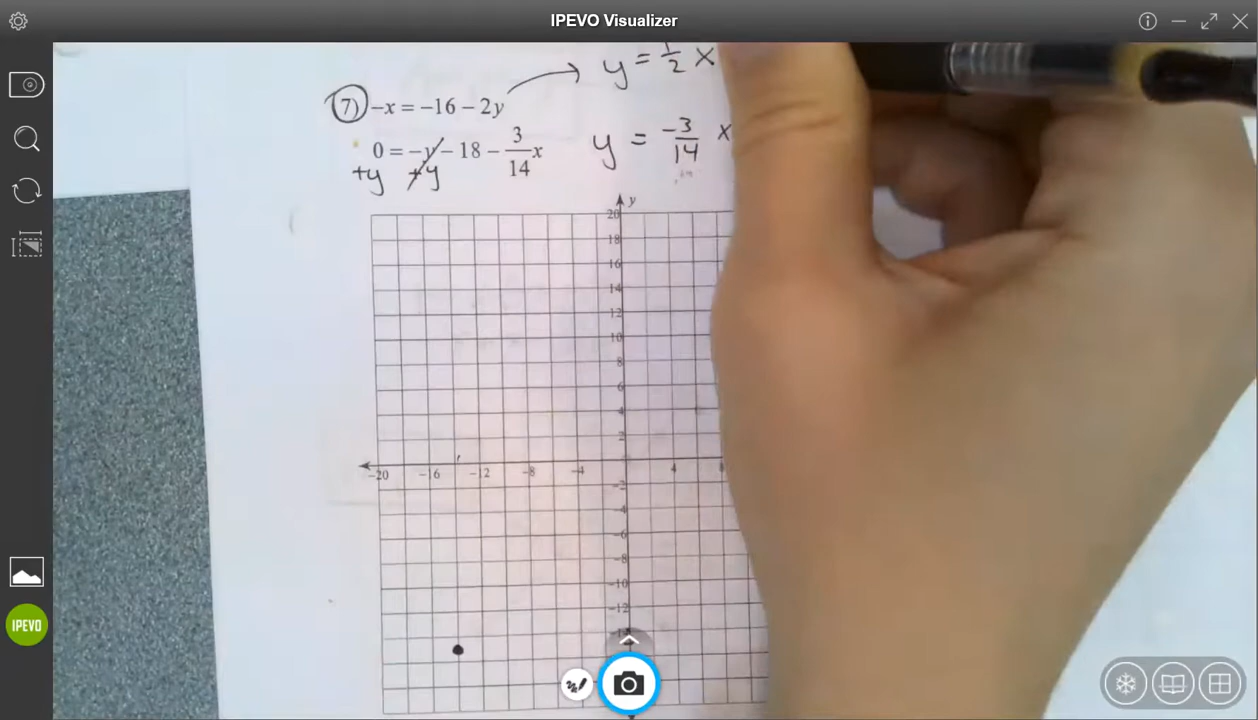 IPEVO Visualizer
y = 1/2 x
7) -x = -16 - 2y
0 = -y - 18 - 3/14 x
y = -3/14 x
+y +y
y
20
18
16
14
12
10
8
6
4
2
-20 -16 -12 -8 -4 4 8
-2
-4
-6
-8
-10
-12
IPEVO